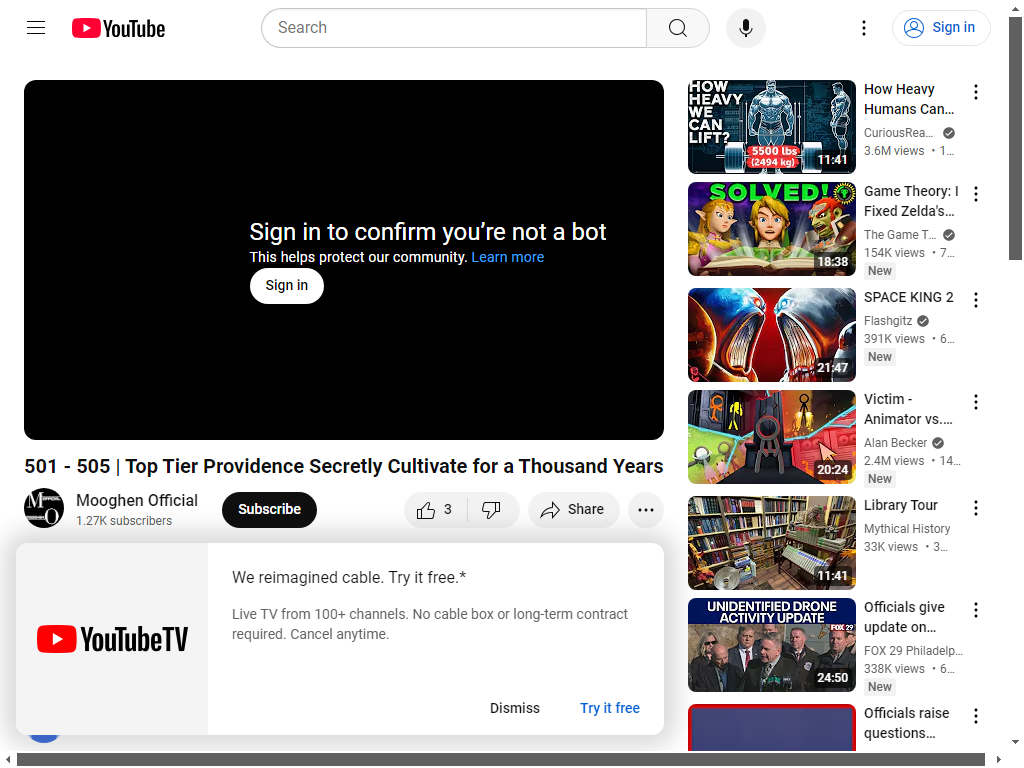 YouTube
Search
Sign in
Sign in to confirm you’re not a bot
This helps protect our community. Learn more
Sign in
501 - 505 | Top Tier Providence Secretly Cultivate for a Thousand Years
Mooghen Official
1.27K subscribers
Subscribe
3
Share
YouTubeTV
We reimagined cable. Try it free.*
Live TV from 100+ channels. No cable box or long-term contract
required. Cancel anytime.
Dismiss
Try it free
HOW
HEAVY
WE
CAN
LIFT?
5500 lbs
(2494 kg)
11:41
How Heavy
Humans Can...
CuriousRea...
3.6M views • 1...
SOLVED!
18:38
Game Theory: I
Fixed Zelda's...
The Game T...
154K views • 7...
New
21:47
SPACE KING 2
Flashgitz
391K views • 6...
New
20:24
Victim -
Animator vs....
Alan Becker
2.4M views • 14...
New
11:41
Library Tour
Mythical History
33K views • 3...
UNIDENTIFIED DRONE
ACTIVITY UPDATE
FOX 29
24:50
Officials give
update on...
FOX 29 Philadelp...
338K views • 6...
New
Officials raise
questions...